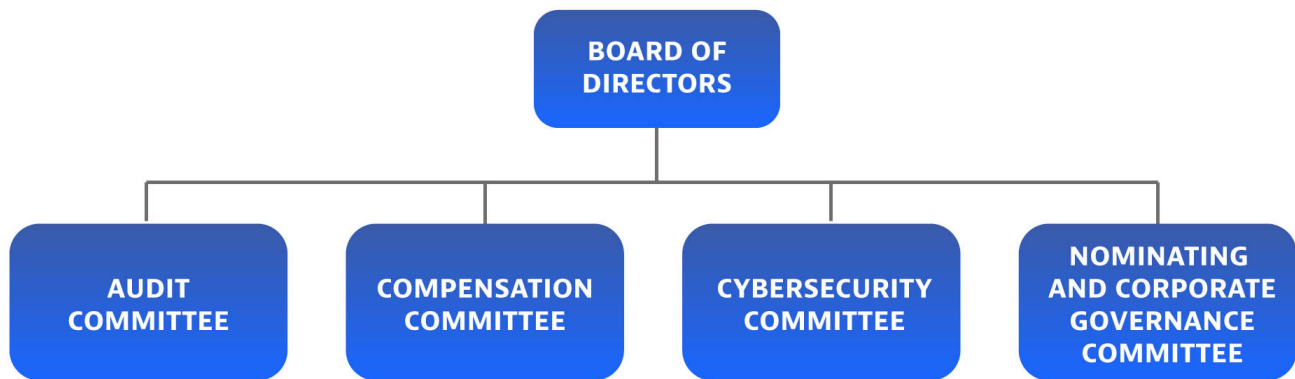 BOARD OF
DIRECTORS
AUDIT
COMMITTEE
COMPENSATION
COMMITTEE
CYBERSECURITY
COMMITTEE
NOMINATING
AND CORPORATE
GOVERNANCE
COMMITTEE